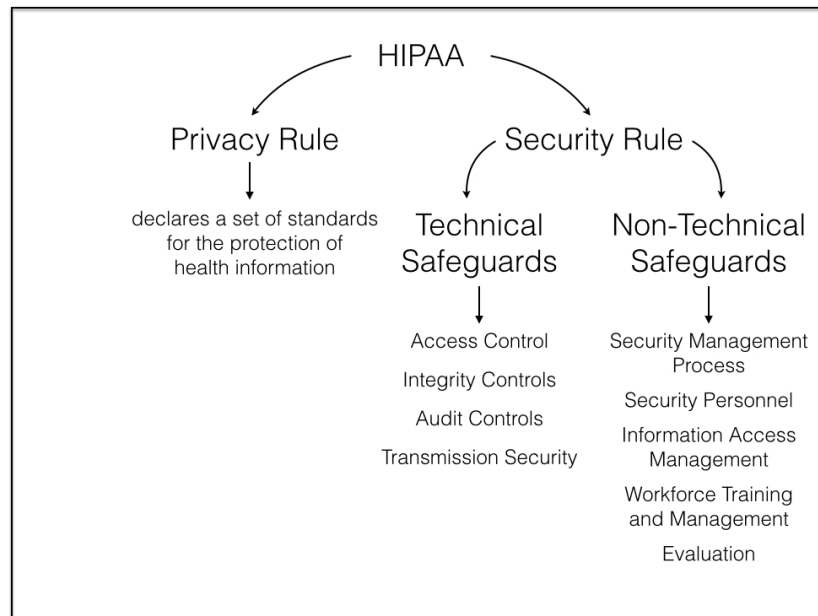 HIPAA
Privacy Rule
declares a set of standards
for the protection of
health information
Security Rule
Technical
Safeguards
Access Control
Integrity Controls
Audit Controls
Transmission Security
Non-Technical
Safeguards
Security Management
Process
Security Personnel
Information Access
Management
Workforce Training
and Management
Evaluation